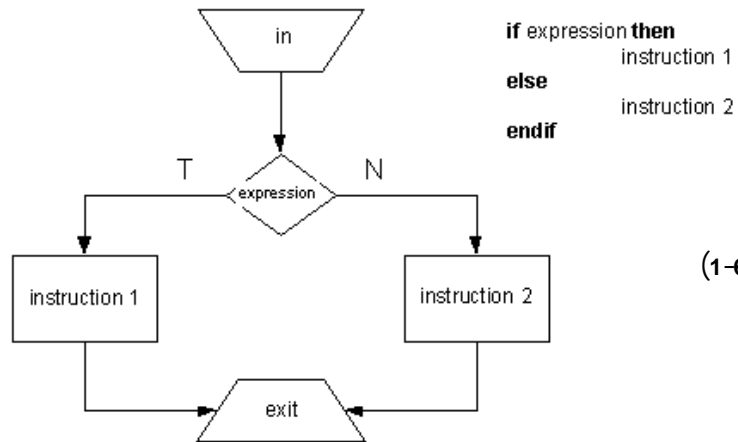 in
if expression then
instruction 1
else
instruction 2
endif
T
expression
N
instruction 1
instruction 2
exit